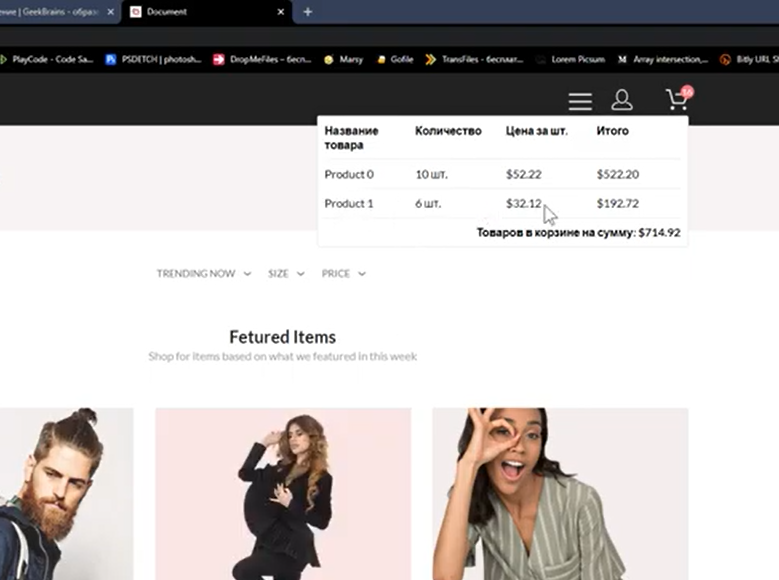 ние | GeekBrains - образ
Document
PlayCode - Code Sa...
PSDETCH | photosh...
DropMeFiles – бесп...
Marsy
Gofile
TransFiles - бесплат...
Lorem Picsum
Array intersection,...
Bitly URL S
16
Название товара
Количество
Цена за шт.
Итого
Product 0
10 шт.
$52.22
$522.20
Product 1
6 шт.
$32.12
$192.72
Товаров в корзине на сумму: $714.92
TRENDING NOW
SIZE
PRICE
Fetured Items
Shop for items based on what we featured in this week